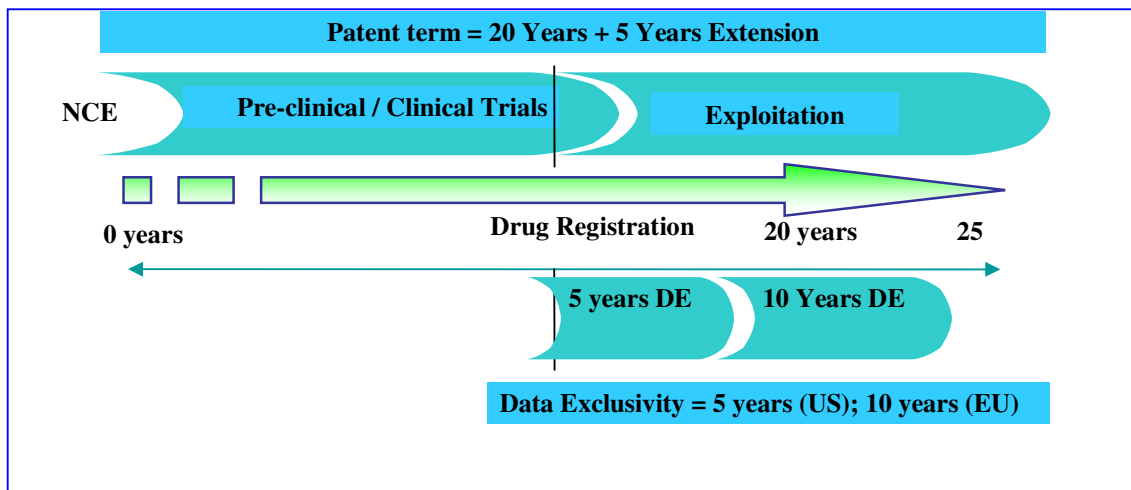 Patent term = 20 Years + 5 Years Extension
NCE
Pre-clinical / Clinical Trials
Exploitation
0 years
Drug Registration
20 years
25
5 years DE
10 Years DE
Data Exclusivity = 5 years (US); 10 years (EU)